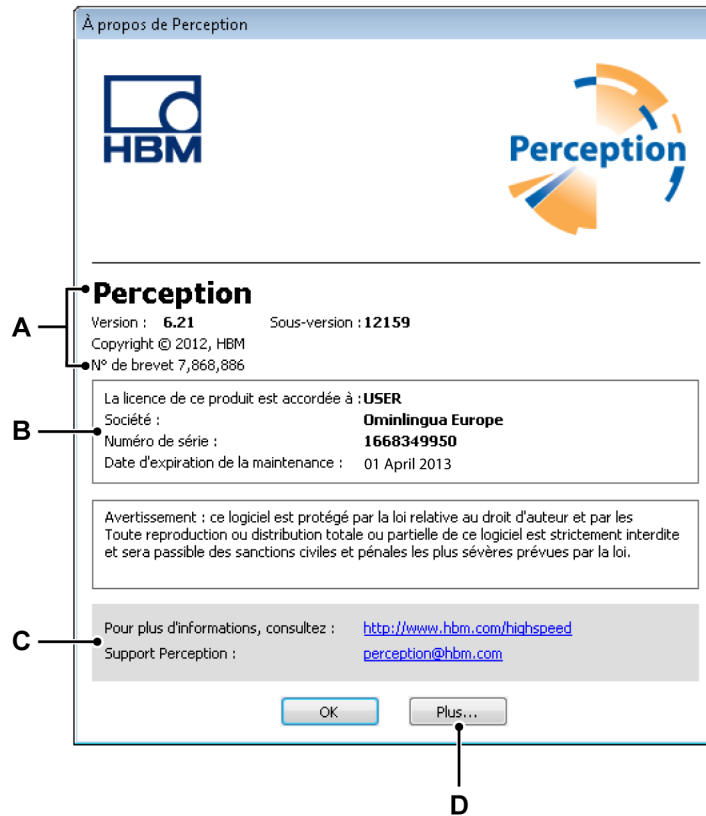 À propos de Perception
HBM
Perception
Perception
Version : 6.21 Sous-version : 12159
Copyright © 2012, HBM
N° de brevet 7,868,886
A
La licence de ce produit est accordée à : USER
Société : Ominlingua Europe
Numéro de série : 1668349950
Date d'expiration de la maintenance : 01 April 2013
B
Avertissement : ce logiciel est protégé par la loi relative au droit d'auteur et par les
Toute reproduction ou distribution totale ou partielle de ce logiciel est strictement interdite
et sera passible des sanctions civiles et pénales les plus sévères prévues par la loi.
Pour plus d'informations, consultez : http://www.hbm.com/highspeed
Support Perception : perception@hbm.com
C
OK Plus...
D